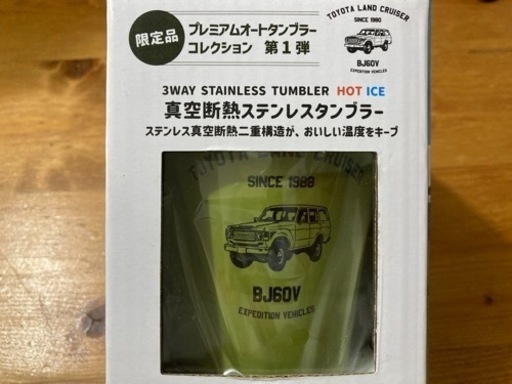 限定品
プレミアムオートタンブラー
コレクション 第1弾
TOYOTA LAND CRUISER
SINCE 1980
BJ60V
EXPEDITION VEHICLES
3WAY STAINLESS TUMBLER HOT ICE
真空断熱ステンレスタンブラー
ステンレス真空断熱二重構造が、おいしい温度をキープ
TOYOTA LAND CRUISER
SINCE 1988
BJ60V
EXPEDITION VEHICLES